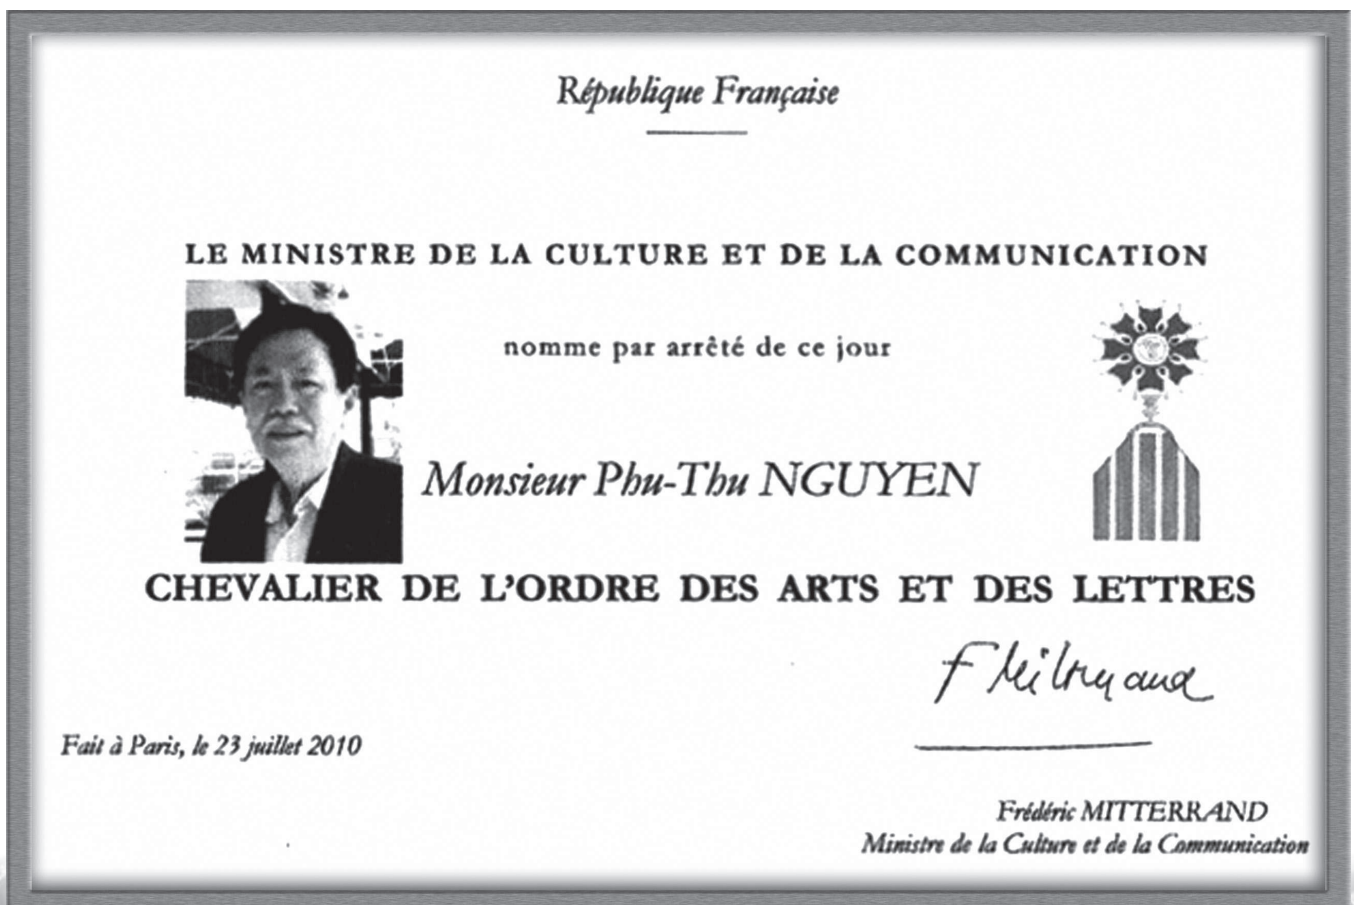 République Française
LE MINISTRE DE LA CULTURE ET DE LA COMMUNICATION
nomme par arrêté de ce jour
Monsieur Phu-Thu NGUYEN
CHEVALIER DE L'ORDRE DES ARTS ET DES LETTRES
F Mitterrand
Fait à Paris, le 23 juillet 2010
Frédéric MITTERRAND
Ministre de la Culture et de la Communication